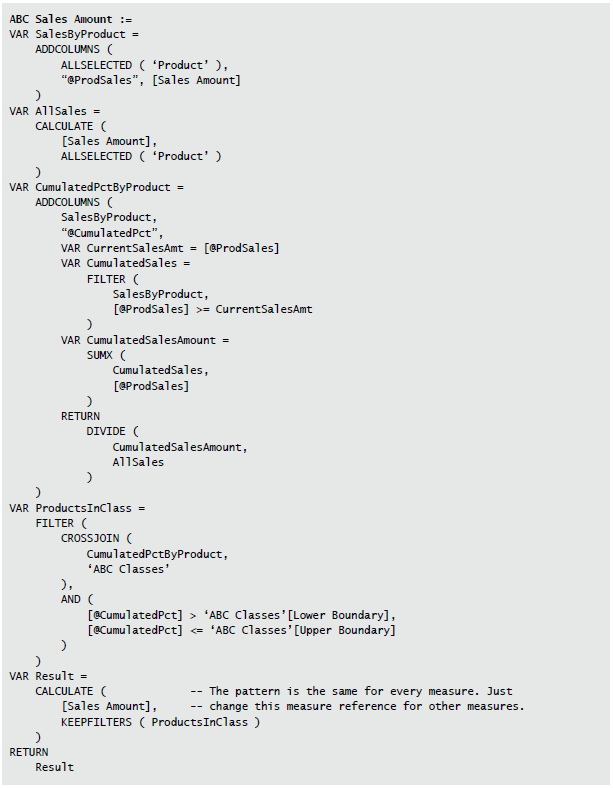 ABC Sales Amount :=
VAR SalesByProduct =
    ADDCOLUMNS (
        ALLSELECTED ( ‘Product’ ),
        “@ProdSales”, [Sales Amount]
    )
VAR AllSales =
    CALCULATE (
        [Sales Amount],
        ALLSELECTED ( ‘Product’ )
    )
VAR CumulatedPctByProduct =
    ADDCOLUMNS (
        SalesByProduct,
        “@CumulatedPct”,
        VAR CurrentSalesAmt = [@ProdSales]
        VAR CumulatedSales =
            FILTER (
                SalesByProduct,
                [@ProdSales] >= CurrentSalesAmt
            )
        VAR CumulatedSalesAmount =
            SUMX (
                CumulatedSales,
                [@ProdSales]
            )
        RETURN
            DIVIDE (
                CumulatedSalesAmount,
                AllSales
            )
    )
VAR ProductsInClass =
    FILTER (
        CROSSJOIN (
            CumulatedPctByProduct,
            ‘ABC Classes’
        ),
        AND (
            [@CumulatedPct] > ‘ABC Classes’[Lower Boundary],
            [@CumulatedPct] <= ‘ABC Classes’[Upper Boundary]
        )
    )
VAR Result =
    CALCULATE (             -- The pattern is the same for every measure. Just
        [Sales Amount],     -- change this measure reference for other measures.
        KEEPFILTERS ( ProductsInClass )
    )
RETURN
    Result